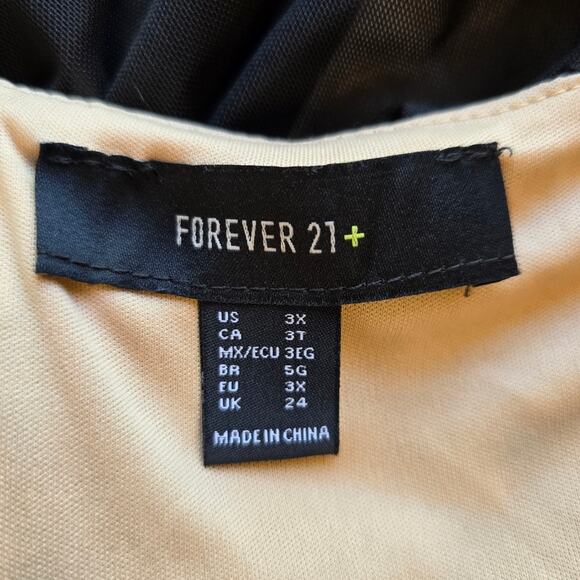 FOREVER 21+
US 3X
CA 3T
MX/ECU 3EG
BR 5G
EU 3X
UK 24
MADE IN CHINA